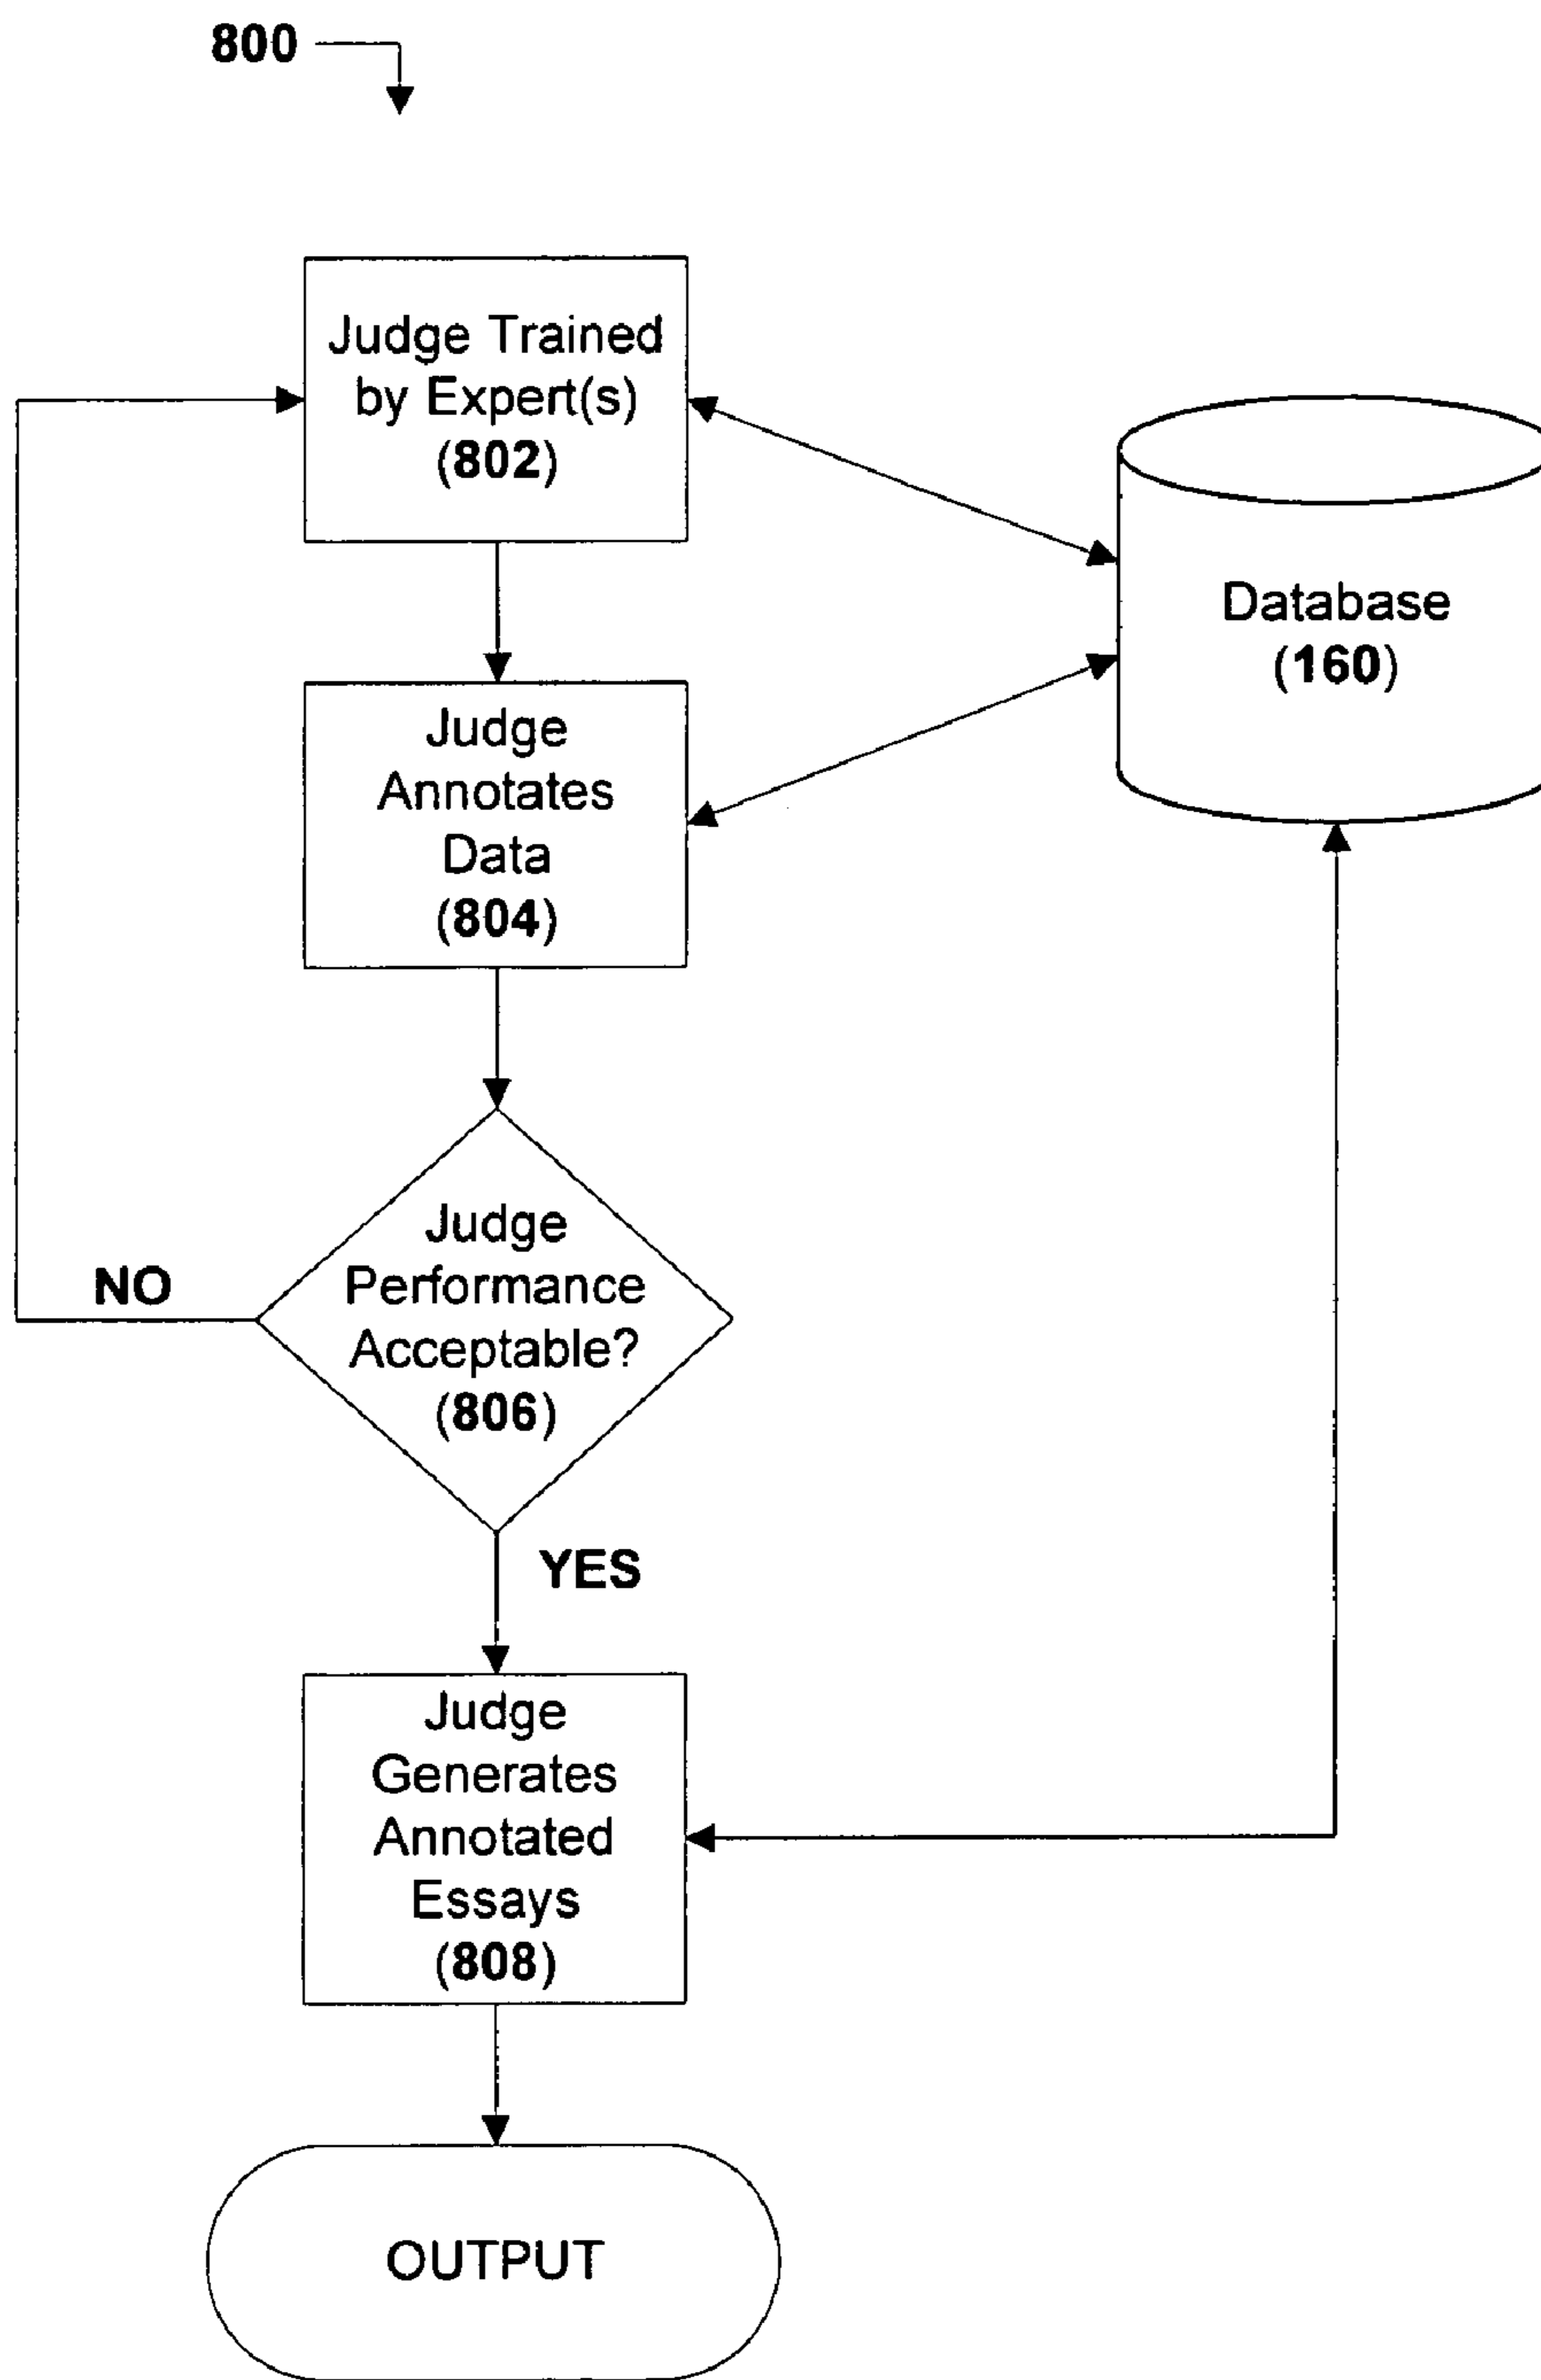 800
Judge Trained
by Expert(s)
(802)
Database
(160)
Judge
Annotates
Data
(804)
Judge
Performance
Acceptable?
(806)
NO
YES
Judge
Generates
Annotated
Essays
(808)
OUTPUT